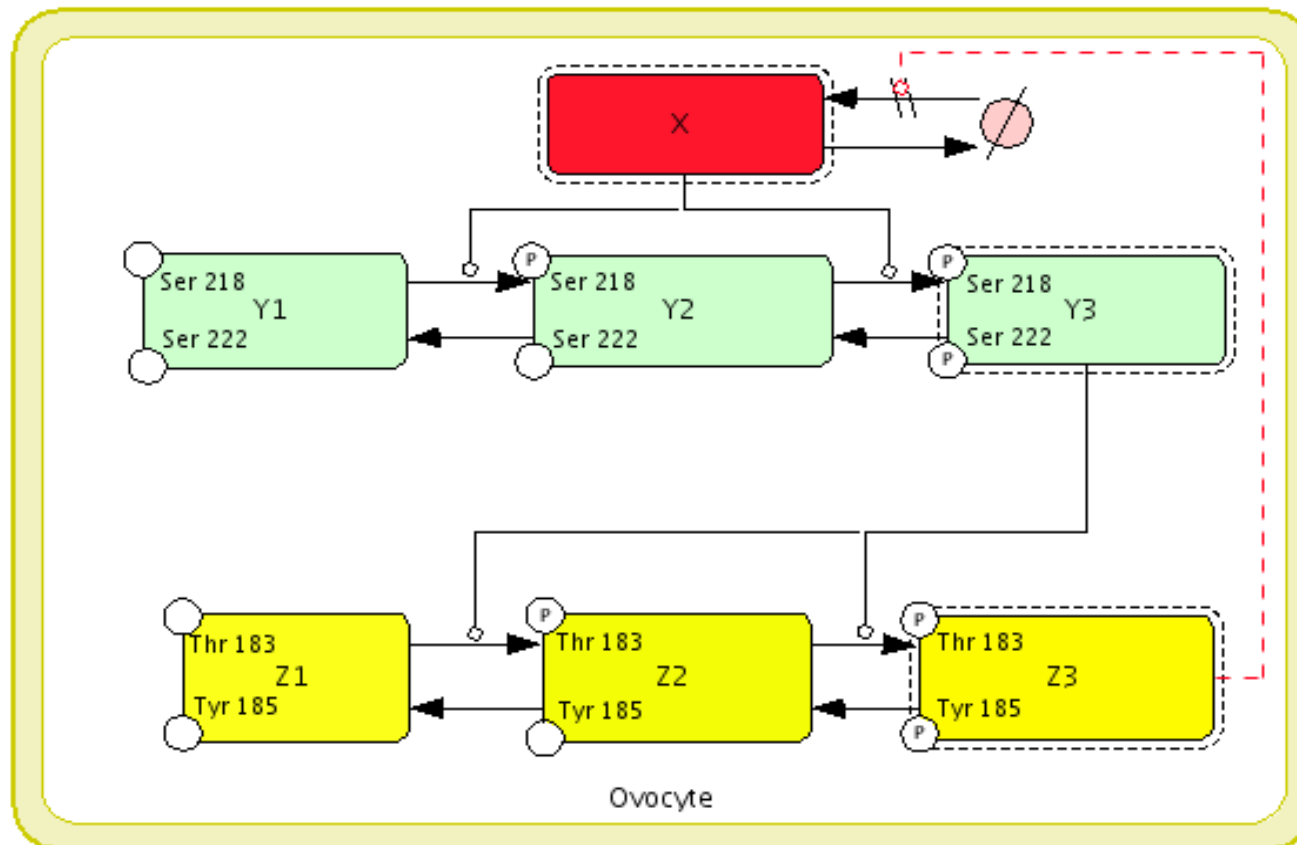 X
P
P
Ser 218
Ser 218
Ser 218
Y1
Y2
Y3
Ser 222
Ser 222
Ser 222
P
P
P
Thr 183
Thr 183
Thr 183
Z1
Z2
Z3
Tyr 185
Tyr 185
Tyr 185
P
Ovocyte